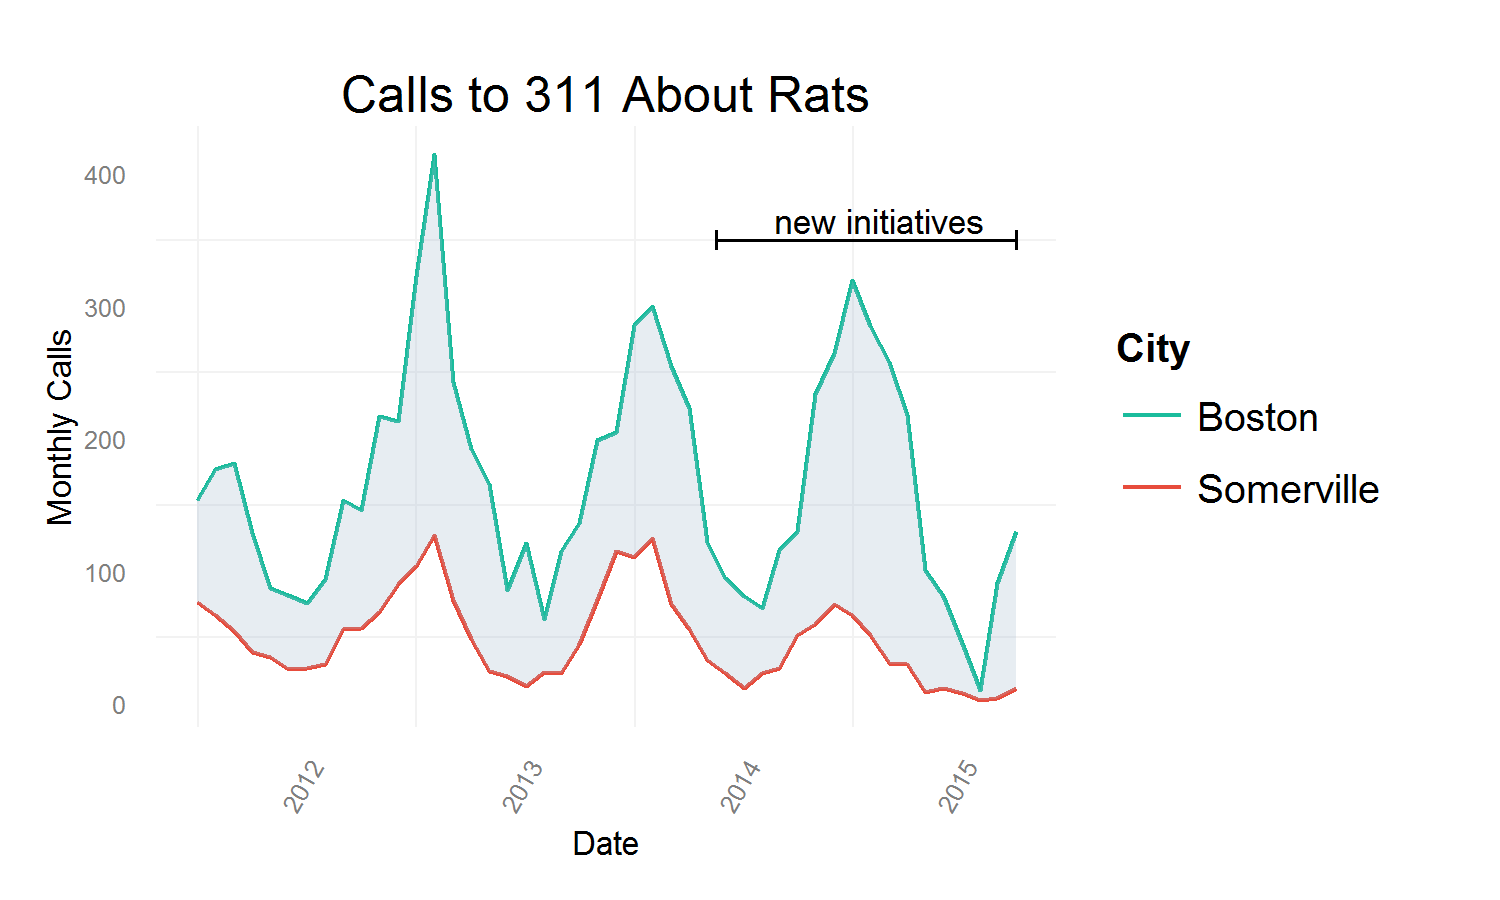 Calls to 311 About Rats
400
300
200
100
0
Monthly Calls
new initiatives
2012
2013
2014
2015
Date
City
Boston
Somerville